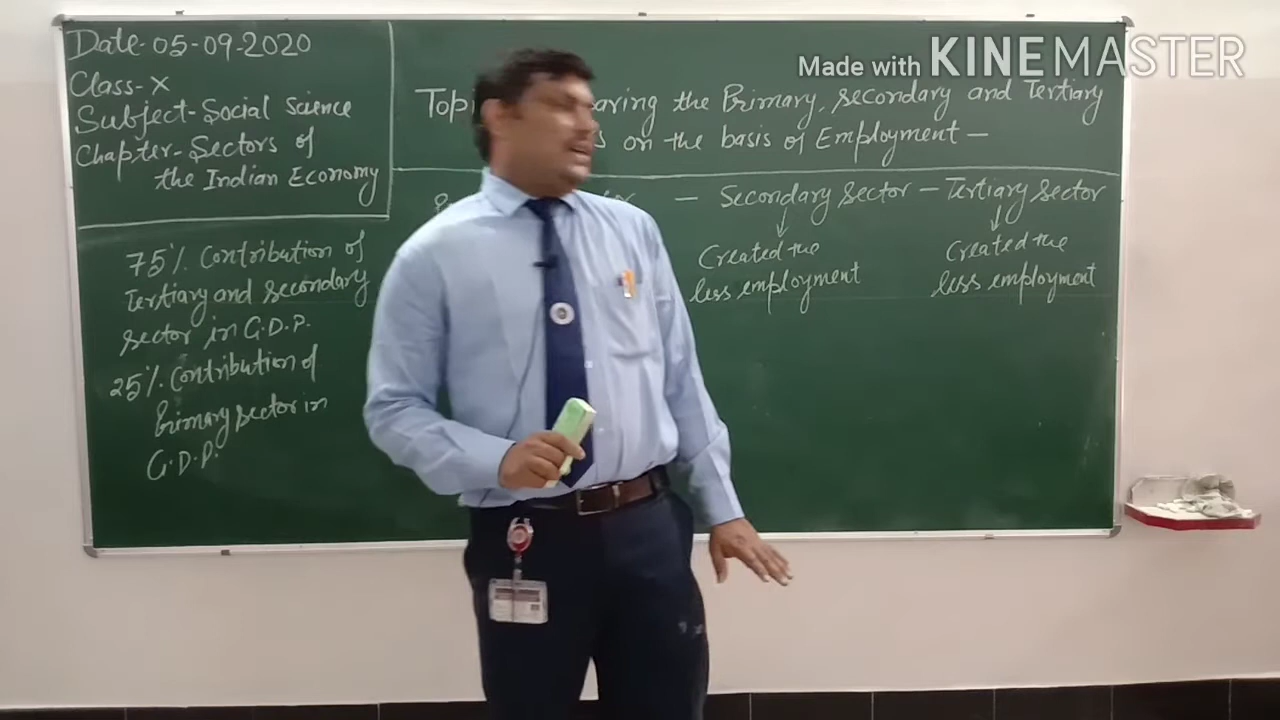 Date-05-09-2020
Class-X
Subject-Social Science
Chapter-Sectors of
the Indian Economy
Made with KINEMASTER
the Primary, Secondary and Tertiary
on the basis of Employment-
- Secondary sector - Tertiary sector
Created the
less employment
Created the
less employment
75% Contribution of
Tertiary and secondary
sector in G.D.P.
25% Contribution of
Primary sector in
G.D.P.